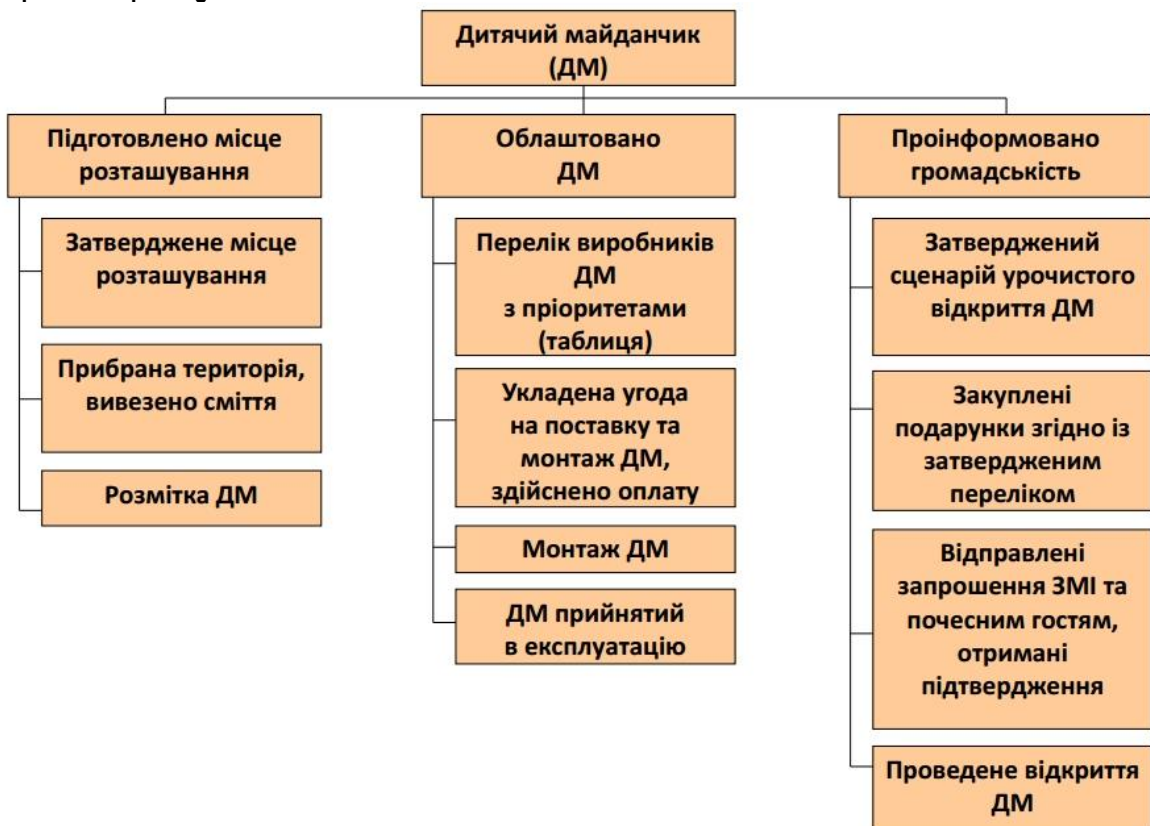 Дитячий майданчик
(ДМ)
Підготовлено місце
розташування
Затверджене місце
розташування
Прибрана територія,
вивезено сміття
Розмітка ДМ
Облаштовано
ДМ
Перелік виробників
ДМ
з пріоритетами
(таблиця)
Укладена угода
на поставку та
монтаж ДМ,
здійснено оплату
Монтаж ДМ
ДМ прийнятий
в експлуатацію
Проінформовано
громадськість
Затверджений
сценарій урочистого
відкриття ДМ
Закуплені
подарунки згідно із
затвердженим
переліком
Відправлені
запрошення ЗМІ та
почесним гостям,
отримані
підтвердження
Проведене відкриття
ДМ